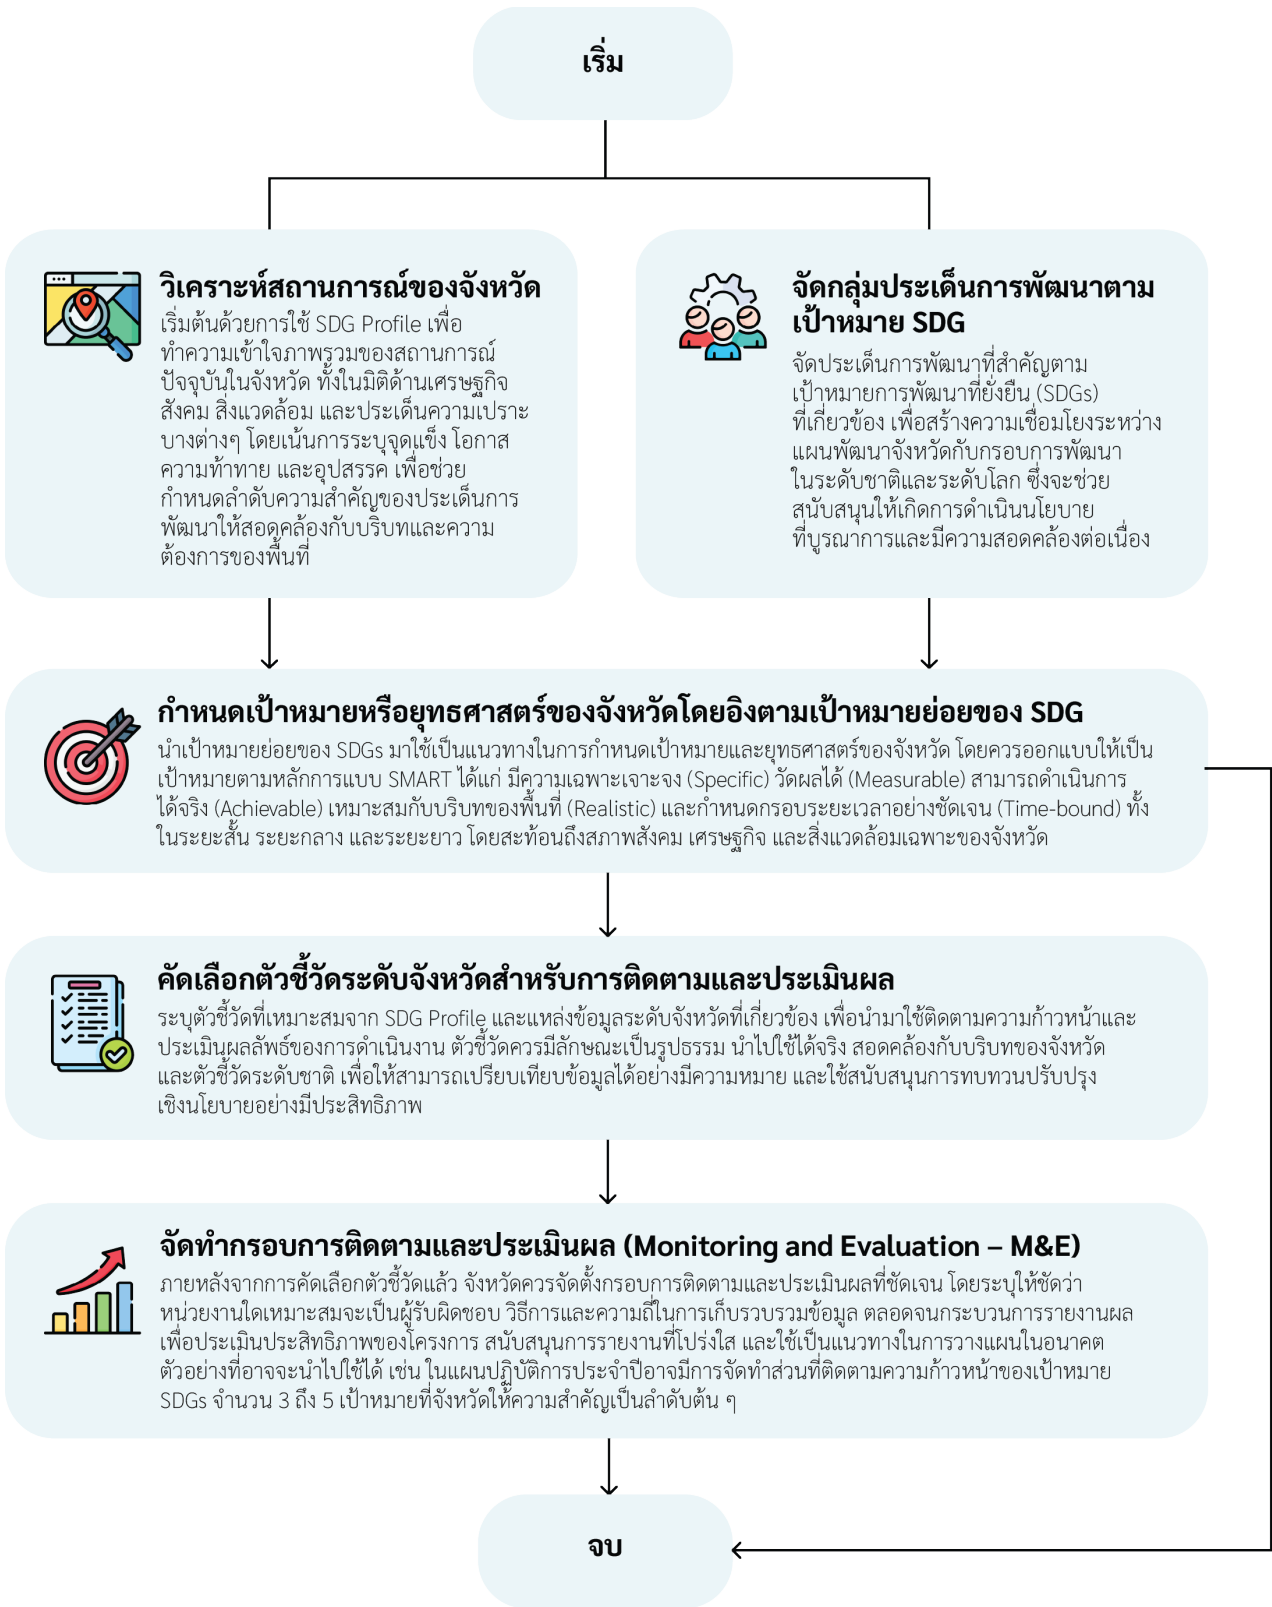 เริ่ม
วิเคราะห์สถานการณ์ของจังหวัด
เริ่มต้นด้วยการใช้ SDG Profile เพื่อ
ทำความเข้าใจภาพรวมของสถานการณ์
ปัจจุบันในจังหวัด ทั้งในมิติด้านเศรษฐกิจ
สังคม สิ่งแวดล้อม และประเด็นความเปราะ
บางต่างๆ โดยเน้นการระบุจุดแข็ง โอกาส
ความท้าทาย และอุปสรรค เพื่อช่วย
กำหนดลำดับความสำคัญของประเด็นการ
พัฒนาให้สอดคล้องกับบริบทและความ
ต้องการของพื้นที่
จัดกลุ่มประเด็นการพัฒนาตาม
เป้าหมาย SDG
จัดประเด็นการพัฒนาที่สำคัญตาม
เป้าหมายการพัฒนาที่ยั่งยืน (SDGs)
ที่เกี่ยวข้อง เพื่อสร้างความเชื่อมโยงระหว่าง
แผนพัฒนาจังหวัดกับกรอบการพัฒนา
ในระดับชาติและระดับโลก ซึ่งจะช่วย
สนับสนุนให้เกิดการดำเนินนโยบาย
ที่บูรณาการและมีความสอดคล้องต่อเนื่อง
กำหนดเป้าหมายหรือยุทธศาสตร์ของจังหวัดโดยอิงตามเป้าหมายย่อยของ SDG
นำเป้าหมายย่อยของ SDGs มาใช้เป็นแนวทางในการกำหนดเป้าหมายและยุทธศาสตร์ของจังหวัด โดยควรออกแบบให้เป็น
เป้าหมายตามหลักการแบบ SMART ได้แก่ มีความเฉพาะเจาะจง (Specific) วัดผลได้ (Measurable) สามารถดำเนินการ
ได้จริง (Achievable) เหมาะสมกับบริบทของพื้นที่ (Realistic) และกำหนดกรอบระยะเวลาอย่างชัดเจน (Time-bound) ทั้ง
ในระยะสั้น ระยะกลาง และระยะยาว โดยสะท้อนถึงสภาพสังคม เศรษฐกิจ และสิ่งแวดล้อมเฉพาะของจังหวัด
คัดเลือกตัวชี้วัดระดับจังหวัดสำหรับการติดตามและประเมินผล
ระบุตัวชี้วัดที่เหมาะสมจาก SDG Profile และแหล่งข้อมูลระดับจังหวัดที่เกี่ยวข้อง เพื่อนำมาใช้ติดตามความก้าวหน้าและ
ประเมินผลลัพธ์ของการดำเนินงาน ตัวชี้วัดควรมีลักษณะเป็นรูปธรรม นำไปใช้ได้จริง สอดคล้องกับบริบทของจังหวัด
และตัวชี้วัดระดับชาติ เพื่อให้สามารถเปรียบเทียบข้อมูลได้อย่างมีความหมาย และใช้สนับสนุนการทบทวนปรับปรุง
เชิงนโยบายอย่างมีประสิทธิภาพ
จัดทำกรอบการติดตามและประเมินผล (Monitoring and Evaluation – M&E)
ภายหลังจากการคัดเลือกตัวชี้วัดแล้ว จังหวัดควรจัดตั้งกรอบการติดตามและประเมินผลที่ชัดเจน โดยระบุให้ชัดว่า
หน่วยงานใดเหมาะสมจะเป็นผู้รับผิดชอบ วิธีการและความถี่ในการเก็บรวบรวมข้อมูล ตลอดจนกระบวนการรายงานผล
เพื่อประเมินประสิทธิภาพของโครงการ สนับสนุนการรายงานที่โปร่งใส และใช้เป็นแนวทางในการวางแผนในอนาคต
ตัวอย่างที่อาจจะนำไปใช้ได้ เช่น ในแผนปฏิบัติการประจำปีอาจมีการจัดทำส่วนที่ติดตามความก้าวหน้าของเป้าหมาย
SDGs จำนวน 3 ถึง 5 เป้าหมายที่จังหวัดให้ความสำคัญเป็นลำดับต้น ๆ
จบ